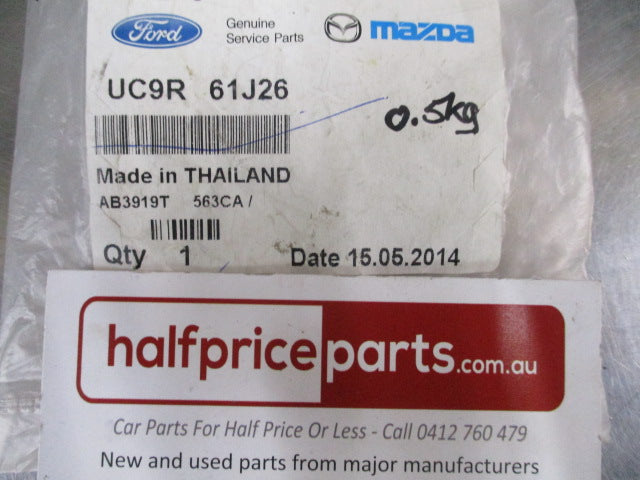 Ford Genuine Service Parts mazda
UC9R 61J26
0.5kg
Made in THAILAND
AB3919T 563CA /
Qty 1 Date 15.05.2014
halfpriceparts.com.au
Car Parts For Half Price Or Less - Call 0412 760 479
New and used parts from major manufacturers